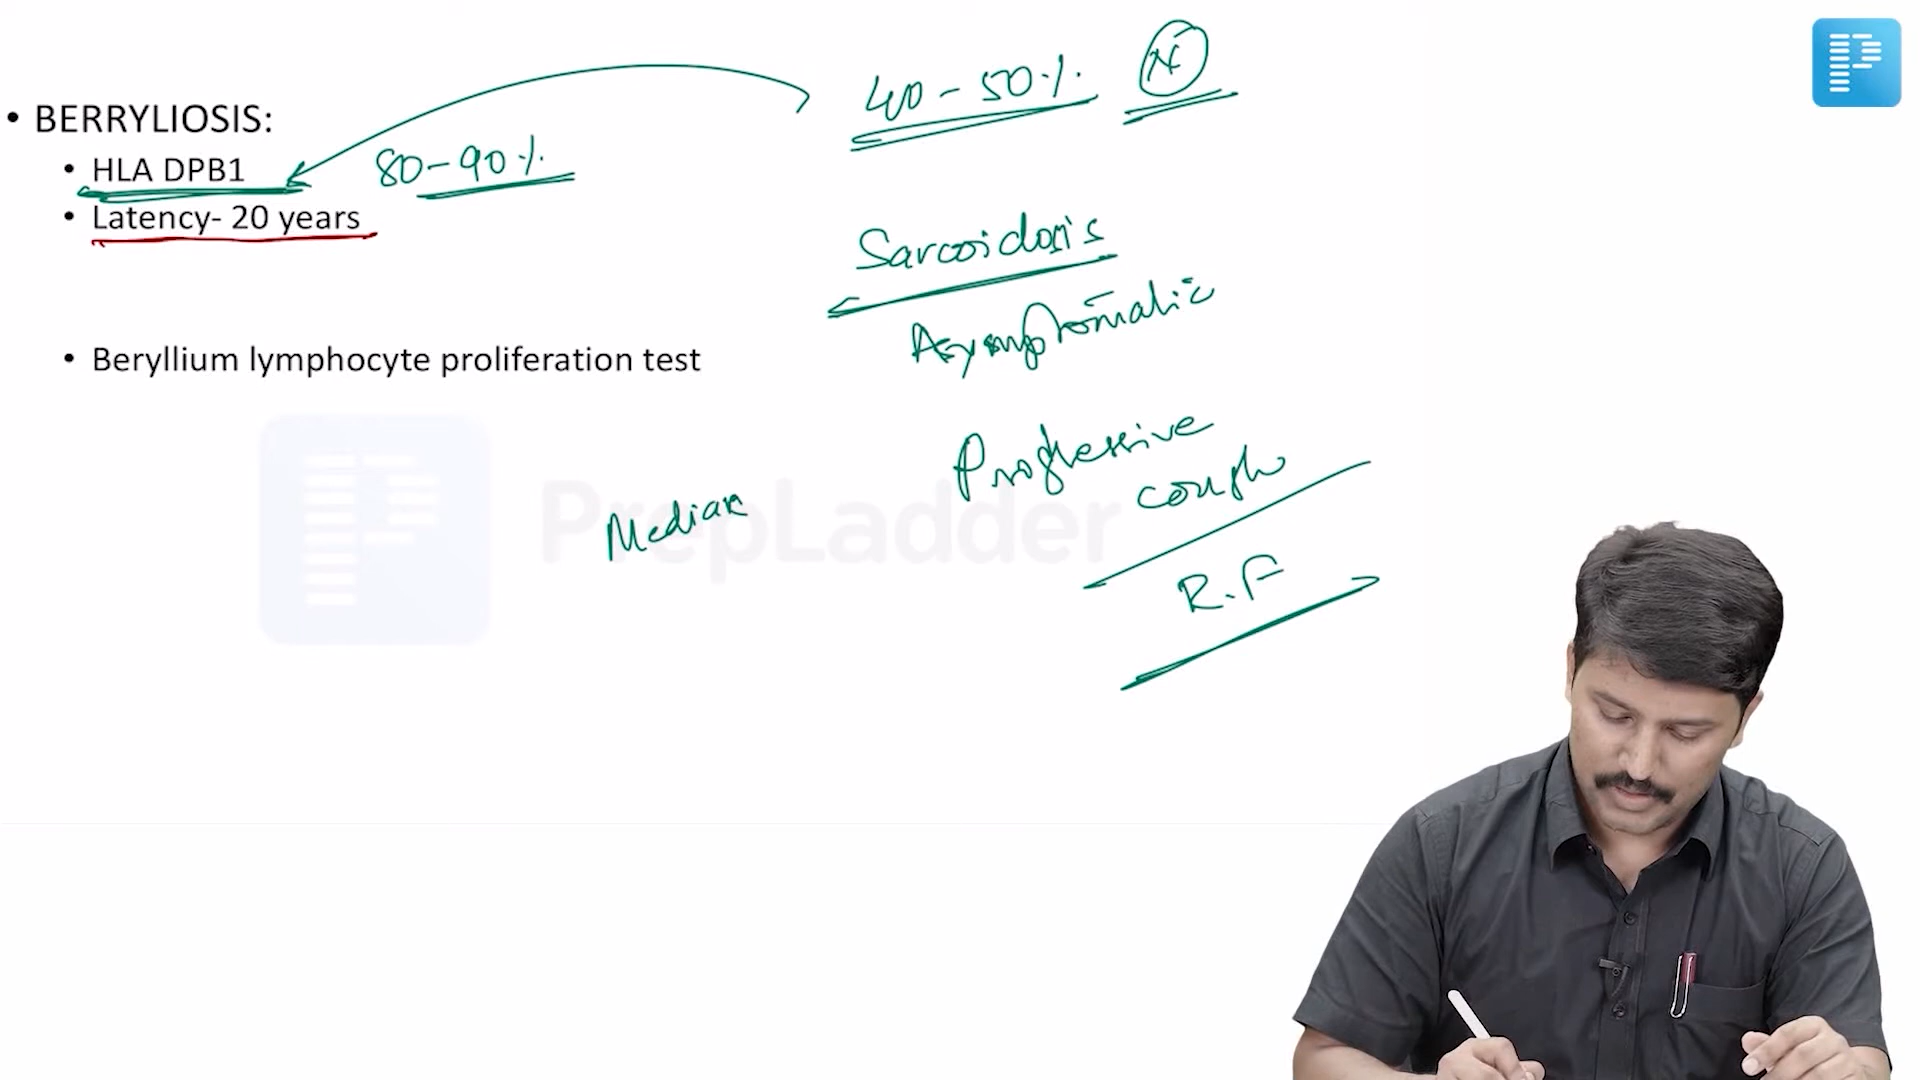 • BERRYLIOSIS:
40-50%. N
• HLA DPB1
80-90%.
• Latency- 20 years
Sarcoidosis
Asymptomatic
• Beryllium lymphocyte proliferation test
Progressive
cough
Median
PrepLadder
R.F